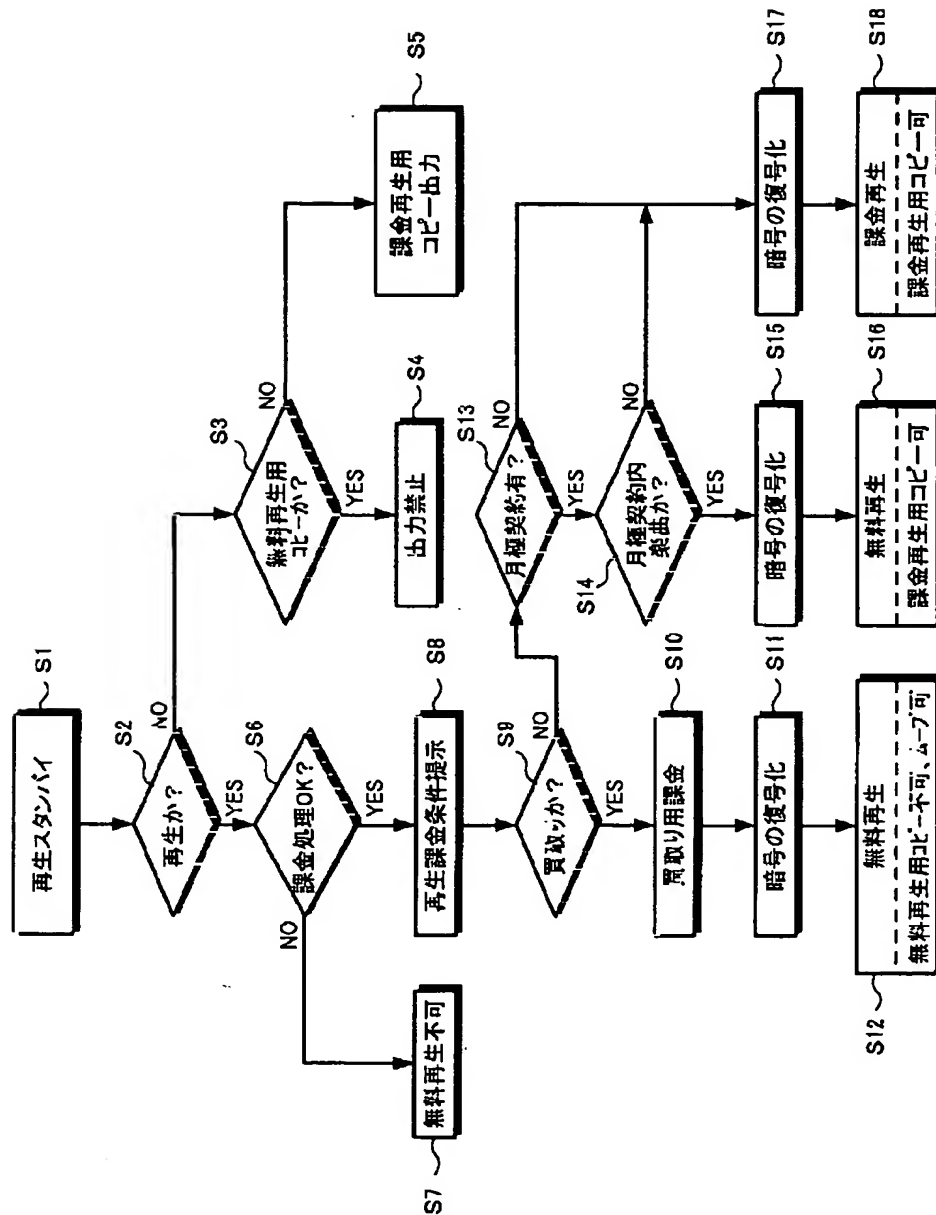 再生スタンバイ
S1
再生か?
S2
NO
YES
無料再生用
コピーか?
S3
NO
YES
出力禁止
S4
課金再生用
コピー出力
S5
課金処理OK?
S6
NO
YES
無料再生不可
S7
再生課金条件提示
S8
買取りか?
S9
NO
YES
買取り用課金
S10
暗号の復号化
S11
無料再生
無料再生用コピー不可、ムーブ可
S12
月極契約有?
S13
NO
YES
月極契約内
楽曲か?
S14
NO
YES
暗号の復号化
S15
無料再生
課金再生用コピー可
S16
暗号の復号化
S17
課金再生
課金再生用コピー可
S18